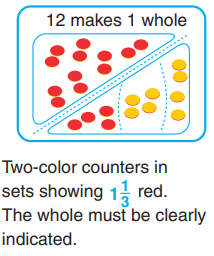 12 makes 1 whole
Two-color counters in
sets showing 1 1/3 red.
The whole must be clearly
indicated.